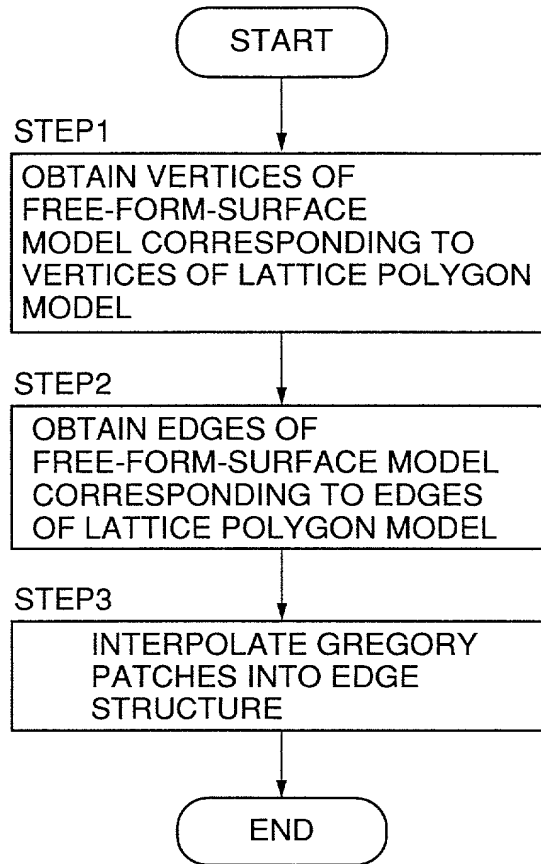 START
STEP1
OBTAIN VERTICES OF
FREE-FORM-SURFACE
MODEL CORRESPONDING TO
VERTICES OF LATTICE POLYGON
MODEL
STEP2
OBTAIN EDGES OF
FREE-FORM-SURFACE MODEL
CORRESPONDING TO EDGES
OF LATTICE POLYGON MODEL
STEP3
INTERPOLATE GREGORY
PATCHES INTO EDGE
STRUCTURE
END